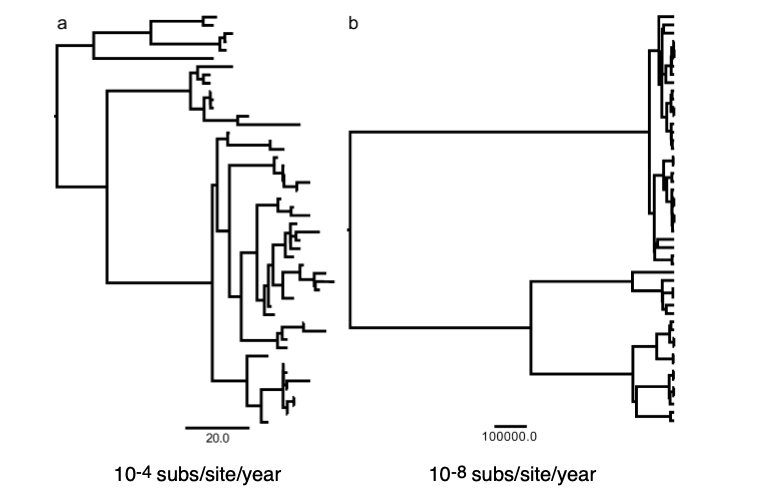 a
b
20.0
100000.0
10-4 subs/site/year
10-8 subs/site/year